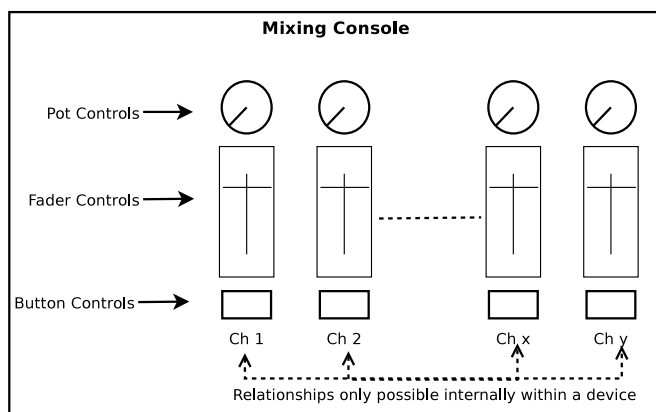 Mixing Console
Pot Controls
Fader Controls
Button Controls
Ch 1
Ch 2
Ch x
Ch y
Relationships only possible internally within a device